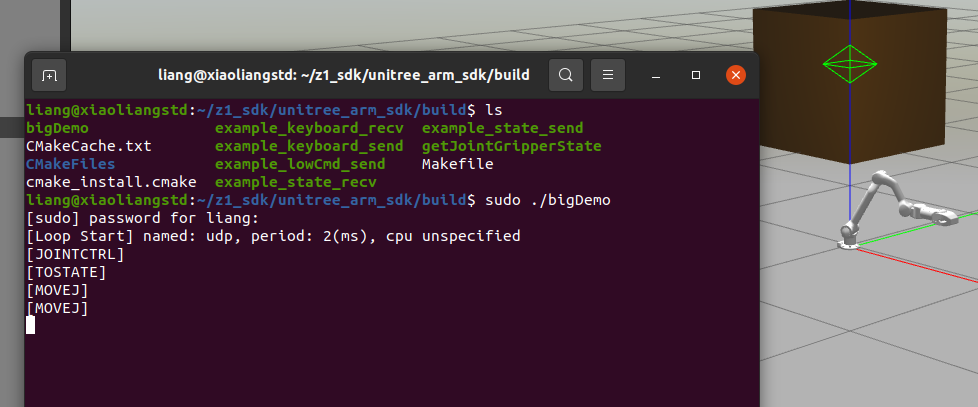 liang@xiaoliangstd: ~/z1_sdk/unitree_arm_sdk/build
liang@xiaoliangstd:~/z1_sdk/unitree_arm_sdk/build$ ls
bigDemo example_keyboard_recv example_state_send
CMakeCache.txt example_keyboard_send getJointGripperState
CMakeFiles example_lowCmd_send Makefile
cmake_install.cmake example_state_recv
liang@xiaoliangstd:~/z1_sdk/unitree_arm_sdk/build$ sudo ./bigDemo
[sudo] password for liang:
[Loop Start] named: udp, period: 2(ms), cpu unspecified
[JOINTCTRL]
[TOSTATE]
[MOVEJ]
[MOVEJ]